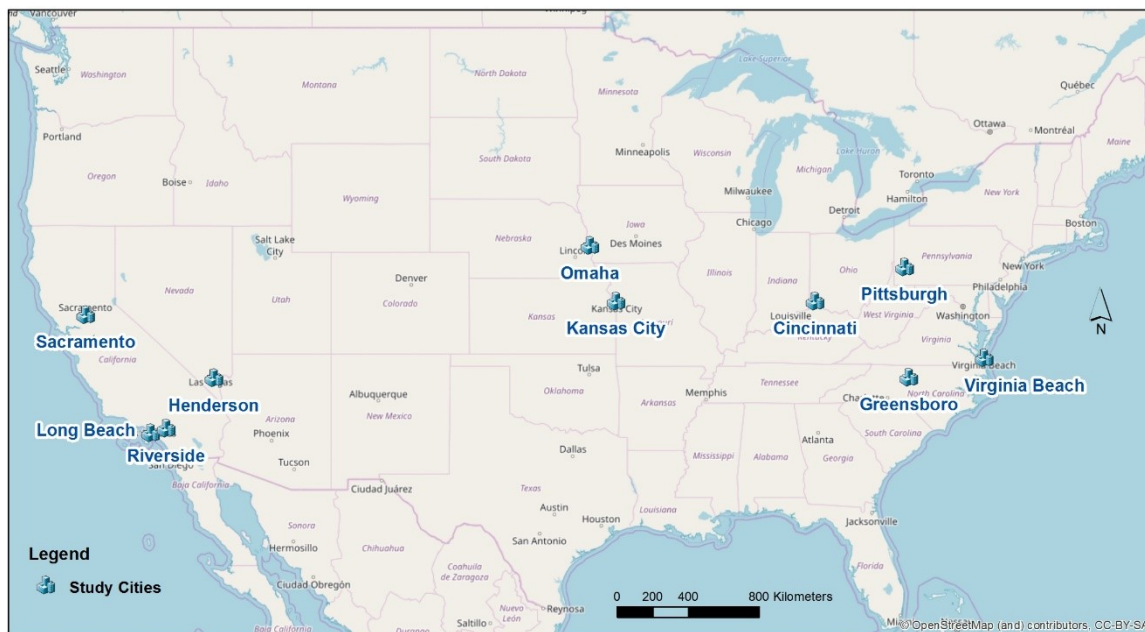 Winnipeg
Vancouver
Seattle
Washington
Montana
North Dakota
Minnesota
Lake Superior
Québec
Ottawa
Montréal
Maine
Portland
Oregon
Boise
Idaho
Wyoming
South Dakota
Minneapolis
Wisconsin
Michigan
Lake Huron
Toronto
Hamilton
New York
Milwaukee
Chicago
Detroit
Boston
Salt Lake
City
Nebraska
Iowa
Des Moines
Omaha
Illinois
Indiana
Ohio
Pennsylvania
New York
Philadelphia
Pittsburgh
Sacramento
Sacramento
California
Nevada
Utah
Denver
Colorado
Kansas
Kansas City
Kansas City
Louisville
Cincinnati
West Virginia
Washington
Virginia
N
Henderson
Albuquerque
New Mexico
Arizona
Phoenix
Tucson
Tulsa
Oklahoma
Arkansas
Memphis
Tennessee
Greensboro
North Carolina
South Carolina
Virginia Beach
Virginia Beach
Long Beach
Riverside
San Diego
Baja California
Ciudad Juárez
Dallas
Texas
Austin
Houston
San Antonio
Louisiana
Mississippi
Alabama
Georgia
Atlanta
Jacksonville
Florida
Sonora
Hermosillo
Chihuahua
Ciudad Obregón
Coahuila
de Zaragoza
Nuevo
León
Reynosa
Saltillo
Baja California
Legend
Study Cities
0 200 400 800 Kilometers
© OpenStreetMap (and) contributors, CC-BY-SA